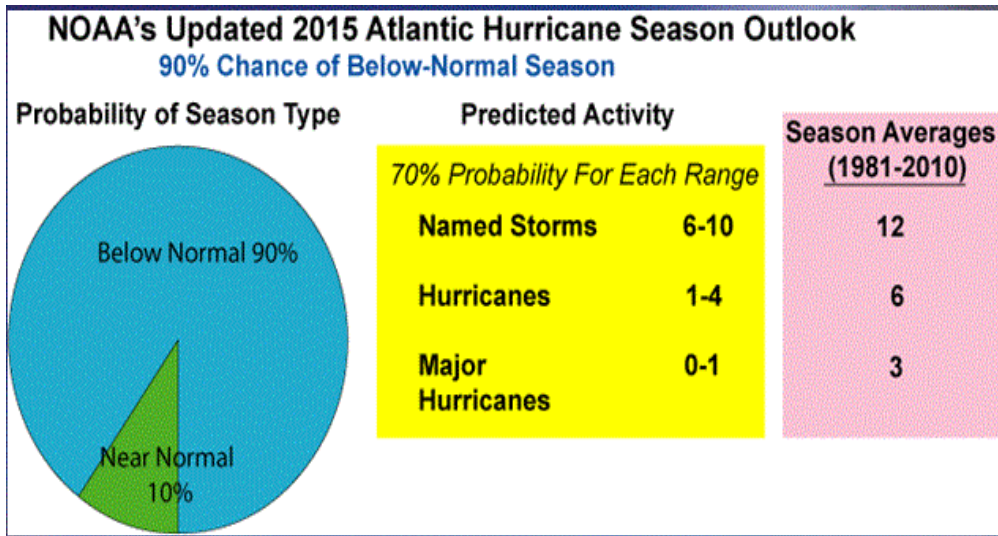 NOAA's Updated 2015 Atlantic Hurricane Season Outlook
90% Chance of Below-Normal Season
Probability of Season Type
Below Normal 90%
Near Normal
10%
Predicted Activity
70% Probability For Each Range
Named Storms 6-10
Hurricanes 1-4
Major 0-1
Hurricanes
Season Averages
(1981-2010)
12
6
3